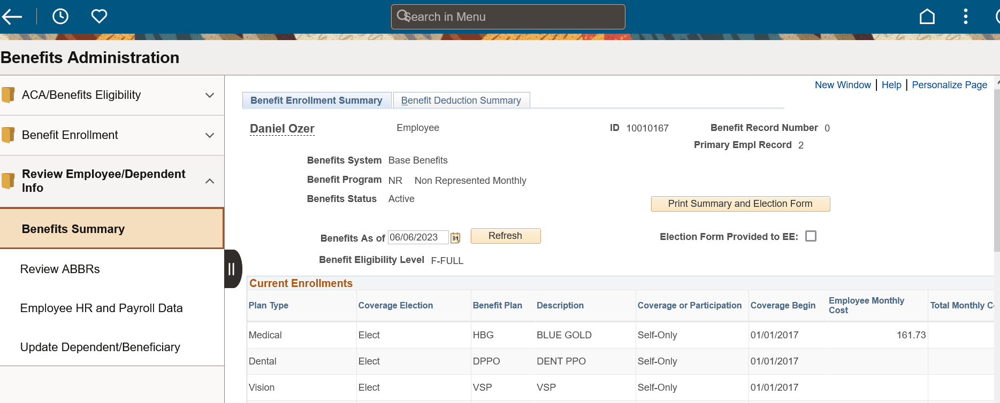 Search in Menu
Benefits Administration
New Window | Help | Personalize Page
ACA/Benefits Eligibility
Benefit Enrollment
Review Employee/Dependent
Info
Benefits Summary
Review ABBRs
Employee HR and Payroll Data
Update Dependent/Beneficiary
Benefit Enrollment Summary Benefit Deduction Summary
Daniel Ozer Employee ID 10010167 Benefit Record Number 0
Primary Empl Record 2
Benefits System Base Benefits
Benefit Program NR Non Represented Monthly
Benefits Status Active
Print Summary and Election Form
Benefits As of 06/06/2023 31 Refresh Election Form Provided to EE:
Benefit Eligibility Level F-FULL
Current Enrollments
Plan Type Coverage Election Benefit Plan Description Coverage or Participation Coverage Begin Employee Monthly Cost Total Monthly
Medical Elect HBG BLUE GOLD Self-Only 01/01/2017 161.73
Dental Elect DPPO DENT PPO Self-Only 01/01/2017
Vision Elect VSP VSP Self-Only 01/01/2017